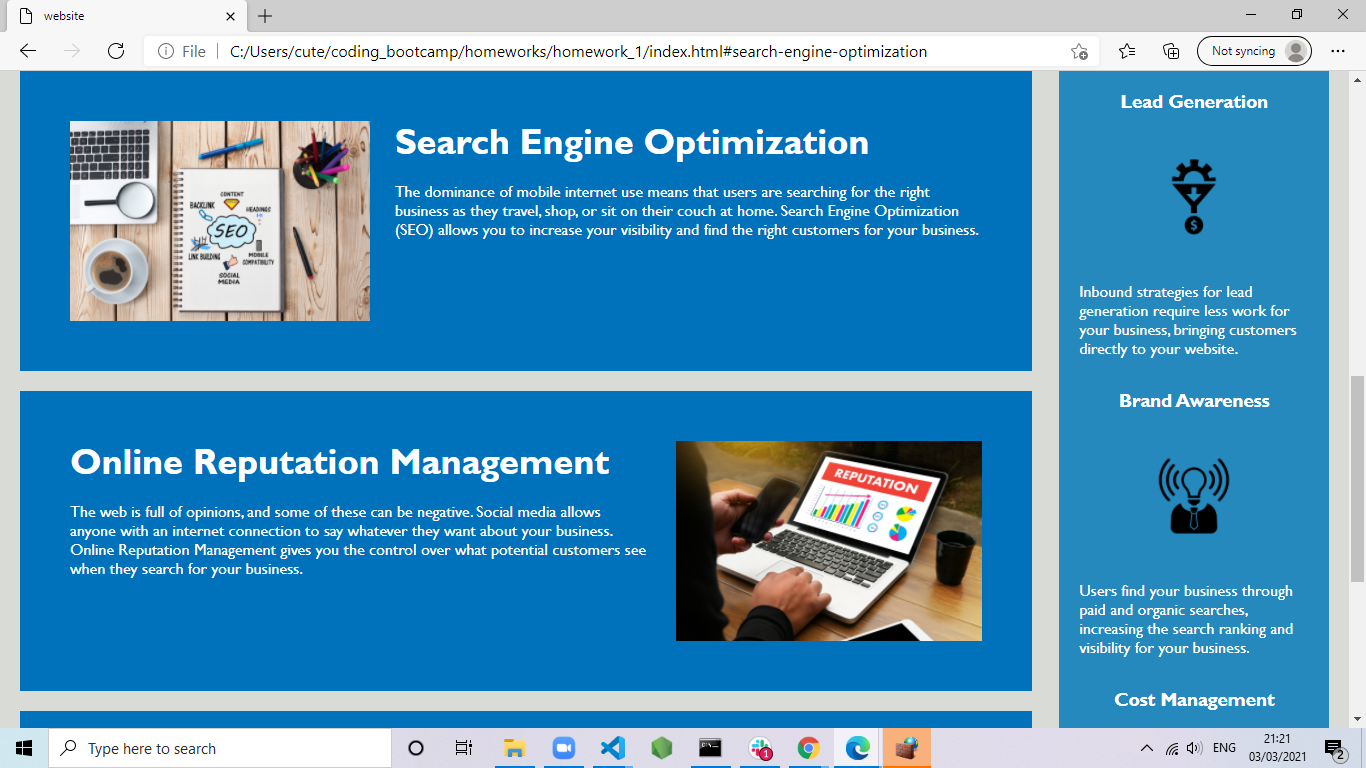 website
File
C:/Users/cute/coding_bootcamp/homeworks/homework_1/index.html#search-engine-optimization
Not syncing
CONTENT
BACKLINK
HEADINGS
SEO
LINK BUILDING
MOBILE
COMPATIBILITY
SOCIAL
MEDIA
Search Engine Optimization
The dominance of mobile internet use means that users are searching for the right
business as they travel, shop, or sit on their couch at home. Search Engine Optimization
(SEO) allows you to increase your visibility and find the right customers for your business.
Online Reputation Management
The web is full of opinions, and some of these can be negative. Social media allows
anyone with an internet connection to say whatever they want about your business.
Online Reputation Management gives you the control over what potential customers see
when they search for your business.
REPUTATION
Lead Generation
$
Inbound strategies for lead
generation require less work for
your business, bringing customers
directly to your website.
Brand Awareness
Users find your business through
paid and organic searches,
increasing the search ranking and
visibility for your business.
Cost Management
Type here to search
1
ENG
21:21
03/03/2021
2